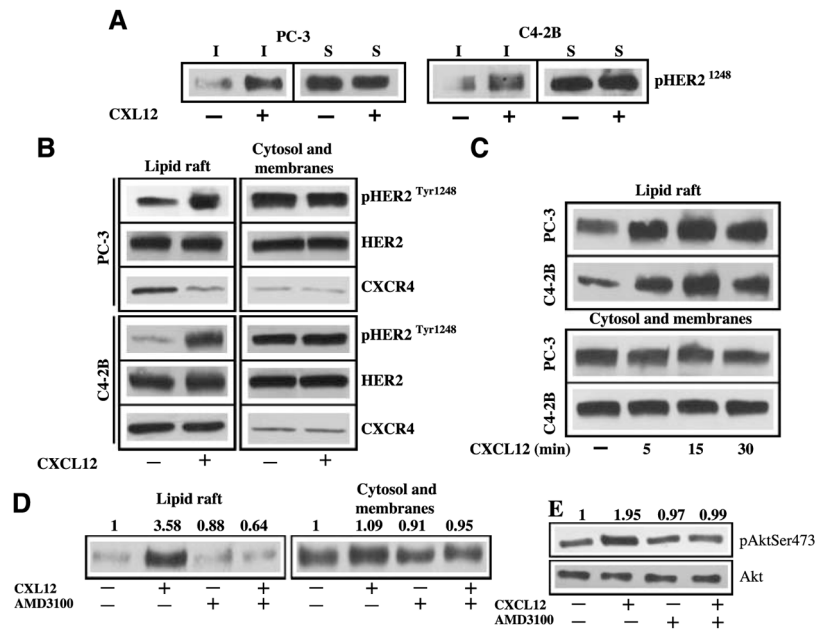 A
PC-3 C4-2B
I I S S I I S S
pHER2 1248
CXL12 — + — + — + — +
B
Lipid raft Cytosol and membranes
PC-3
pHER2 Tyr1248
HER2
CXCR4
C4-2B
pHER2 Tyr1248
HER2
CXCR4
CXCL12 — + — +
C
Lipid raft
PC-3
C4-2B
Cytosol and membranes
PC-3
C4-2B
CXCL12 (min) — 5 15 30
D
Lipid raft Cytosol and membranes
1 3.58 0.88 0.64 1 1.09 0.91 0.95
CXL12 — + — + — + — +
AMD3100 — — + + — — + +
E
1 1.95 0.97 0.99
pAktSer473
Akt
CXCL12 — + — +
AMD3100 — — + +